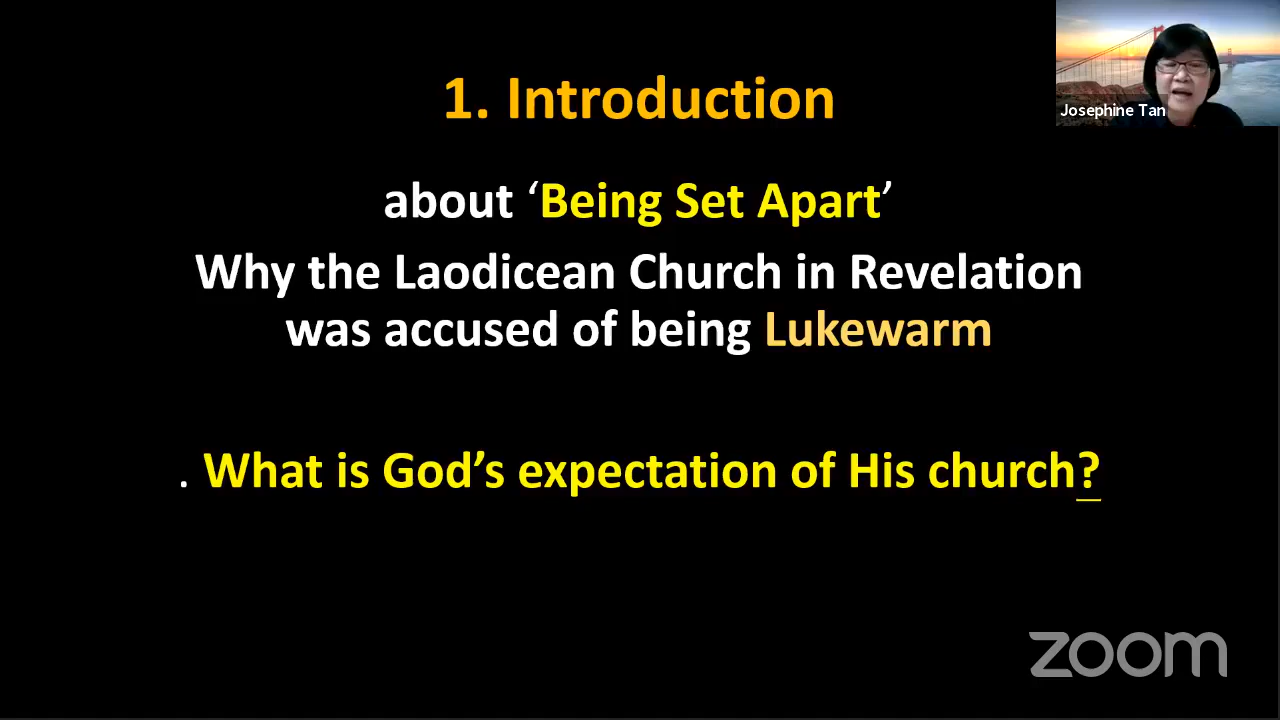 1. Introduction
Josephine Tan
about ‘Being Set Apart’
Why the Laodicean Church in Revelation
was accused of being Lukewarm
. What is God’s expectation of His church?
zoom